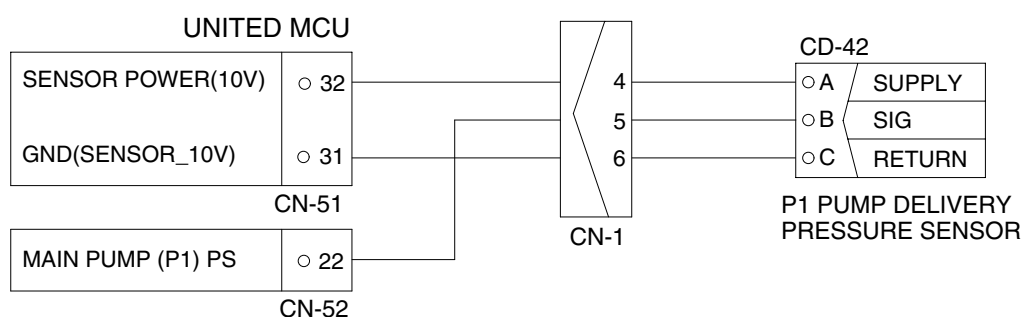 UNITED MCU
SENSOR POWER(10V) 32
GND(SENSOR_10V) 31
CN-51
MAIN PUMP (P1) PS 22
CN-52
4
5
6
CN-1
CD-42
A SUPPLY
B SIG
C RETURN
P1 PUMP DELIVERY
PRESSURE SENSOR